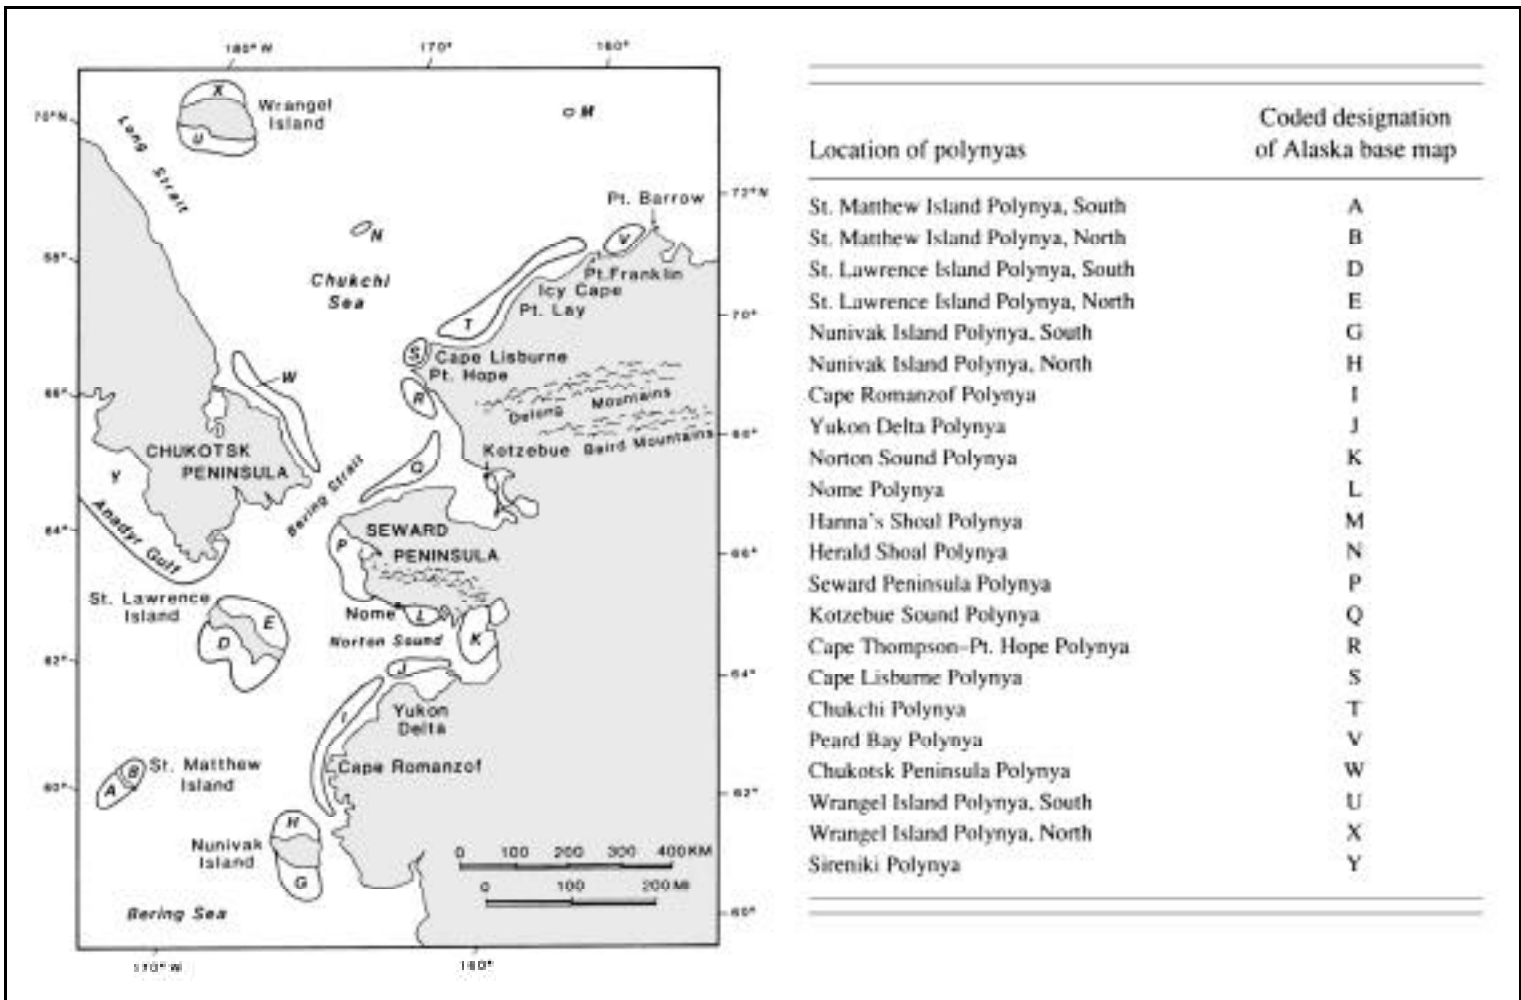 180° W
170°
160°
X
Wrangel
Island
U
M
70°N
Long Strait
72°N
Pt. Barrow
N
V
68°
Chukchi
Sea
Pt.Franklin
Icy Cape
Pt. Lay
70°
T
S
Cape Lisburne
Pt. Hope
W
66°
R
Delong Mountains
68°
Baird Mountains
CHUKOTSK
PENINSULA
Kotzebue
Q
Y
Bering Strait
Anadyr Gulf
64°
SEWARD
PENINSULA
P
66°
St. Lawrence
Island
E
D
Nome
L
Norton Sound
K
62°
J
64°
I
Yukon
Delta
St. Matthew
Island
B
A
Cape Romanzof
60°
62°
H
Nunivak
Island
G
0 100 200 300 400 KM
0 100 200 MI
Bering Sea
60°
170° W
160°
Location of polynyas
Coded designation
of Alaska base map
St. Matthew Island Polynya, South A
St. Matthew Island Polynya, North B
St. Lawrence Island Polynya, South D
St. Lawrence Island Polynya, North E
Nunivak Island Polynya, South G
Nunivak Island Polynya, North H
Cape Romanzof Polynya I
Yukon Delta Polynya J
Norton Sound Polynya K
Nome Polynya L
Hanna's Shoal Polynya M
Herald Shoal Polynya N
Seward Peninsula Polynya P
Kotzebue Sound Polynya Q
Cape Thompson–Pt. Hope Polynya R
Cape Lisburne Polynya S
Chukchi Polynya T
Peard Bay Polynya V
Chukotsk Peninsula Polynya W
Wrangel Island Polynya, South U
Wrangel Island Polynya, North X
Sireniki Polynya Y